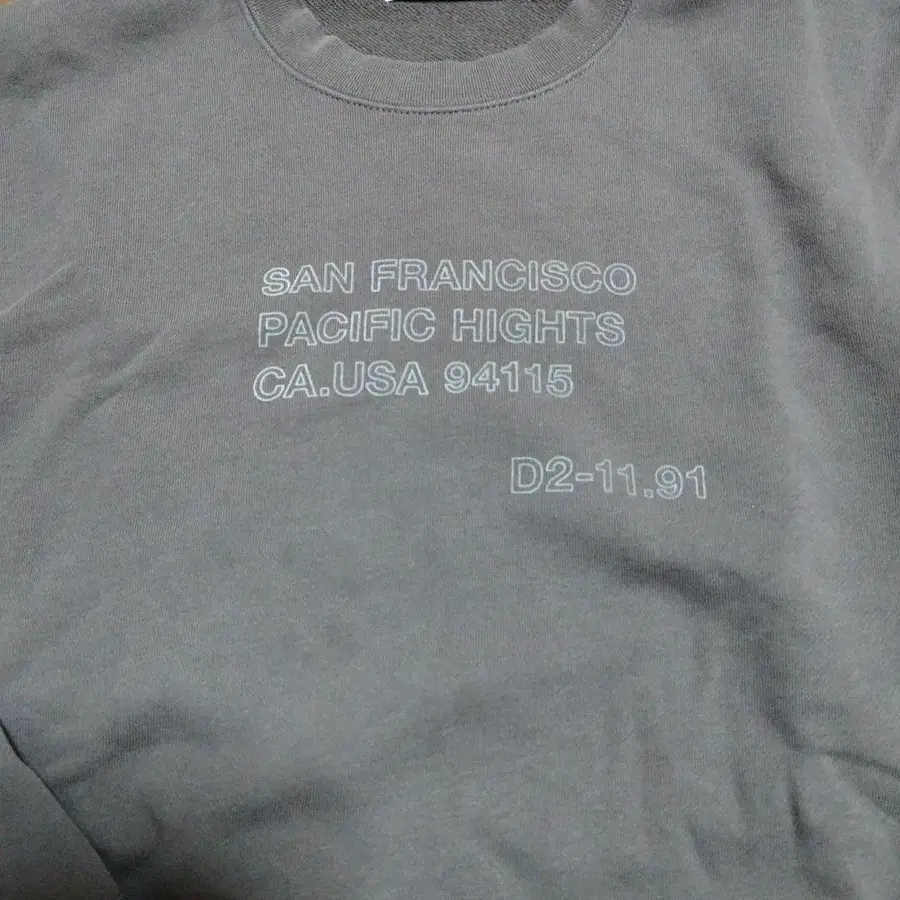 SAN FRANCISCO
PACIFIC HIGHTS
CA.USA 94115
D2-11.91